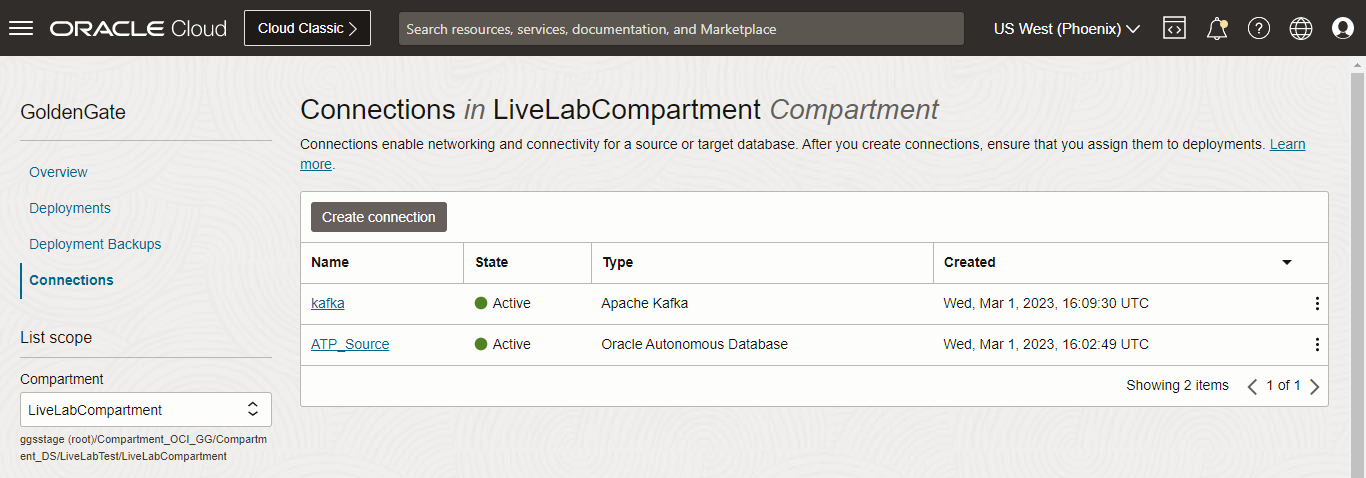 ORACLE Cloud Cloud Classic Search resources, services, documentation, and Marketplace US West (Phoenix)
GoldenGate
Overview
Deployments
Deployment Backups
Connections
List scope
Compartment
LiveLabCompartment
ggsstage (root)/Compartment_OCI_GG/Compartm
ent_DS/LiveLabTest/LiveLabCompartment
Connections in LiveLabCompartment Compartment
Connections enable networking and connectivity for a source or target database. After you create connections, ensure that you assign them to deployments. Learn
more.
Create connection
Name State Type Created
kafka Active Apache Kafka Wed, Mar 1, 2023, 16:09:30 UTC
ATP_Source Active Oracle Autonomous Database Wed, Mar 1, 2023, 16:02:49 UTC
Showing 2 items 1 of 1